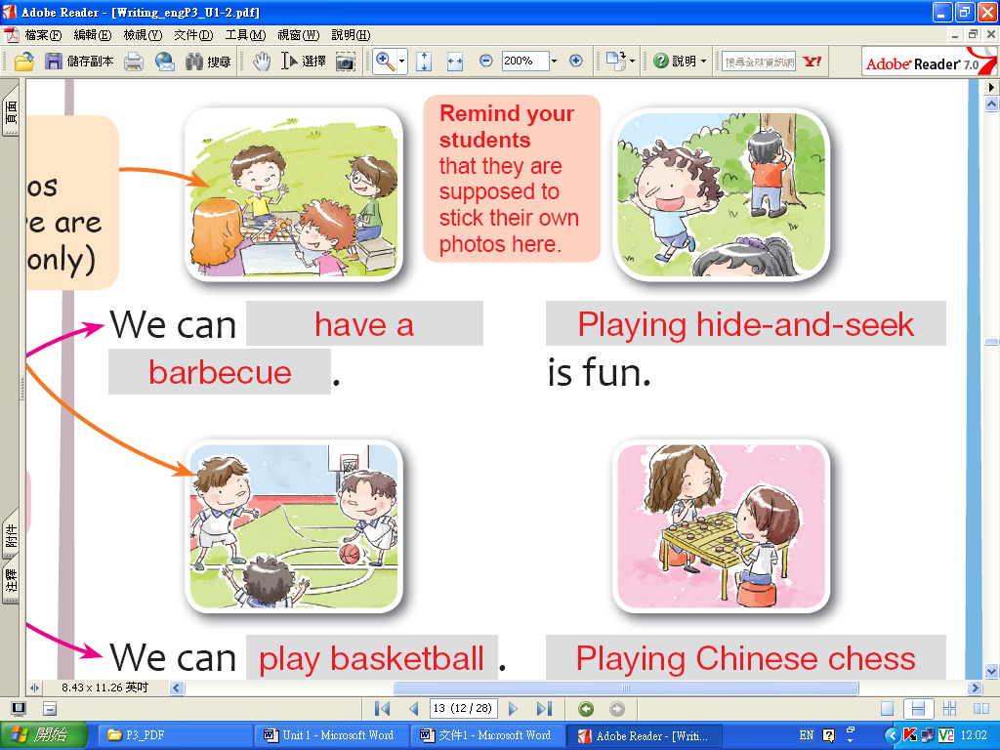 Adobe Reader - [Writing_engP3_U1-2.pdf]
檔案(F) 編輯(E) 檢視(V) 文件(D) 工具(M) 視窗(W) 說明(H)
儲存副本 搜尋 選擇 200% 說明 搜尋全球資訊網 Y! Adobe Reader 7.0
頁面
附件
注釋
os
e are
only)
Remind your
students
that they are
supposed to
stick their own
photos here.
We can have a
barbecue .
Playing hide-and-seek
is fun.
We can play basketball .
Playing Chinese chess
8.43 x 11.26 英吋
13 (12 / 28)
開始 P3_PDF Unit 1 - Microsoft Word 文件1 - Microsoft Word Adobe Reader - [Writi... EN 12:02